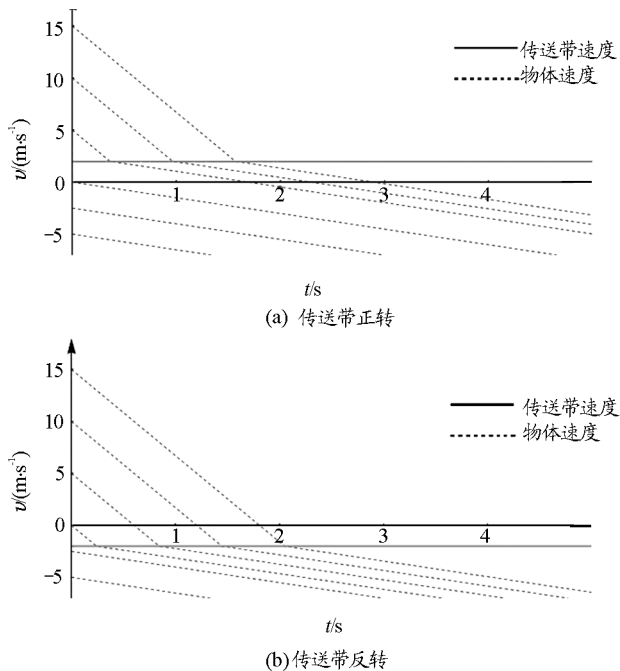 15
10
5
0
−5
v/(m·s⁻¹)
1 2 3 4
传送带速度
物体速度
t/s
(a) 传送带正转
15
10
5
0
−5
v/(m·s⁻¹)
1 2 3 4
传送带速度
物体速度
t/s
(b) 传送带反转